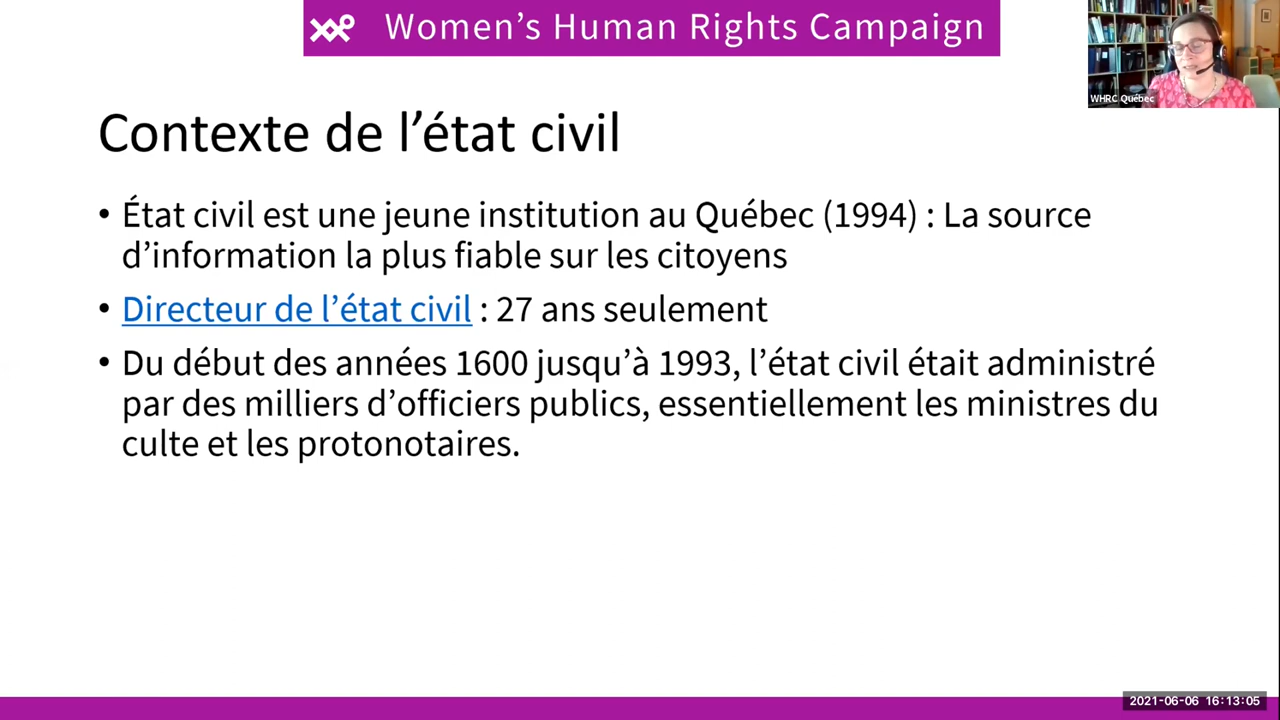 Women's Human Rights Campaign
WHRC Québec
Contexte de l'état civil
• État civil est une jeune institution au Québec (1994) : La source
d'information la plus fiable sur les citoyens
• Directeur de l'état civil : 27 ans seulement
• Du début des années 1600 jusqu'à 1993, l'état civil était administré
par des milliers d'officiers publics, essentiellement les ministres du
culte et les protonotaires.
2021-06-06 16:13:05